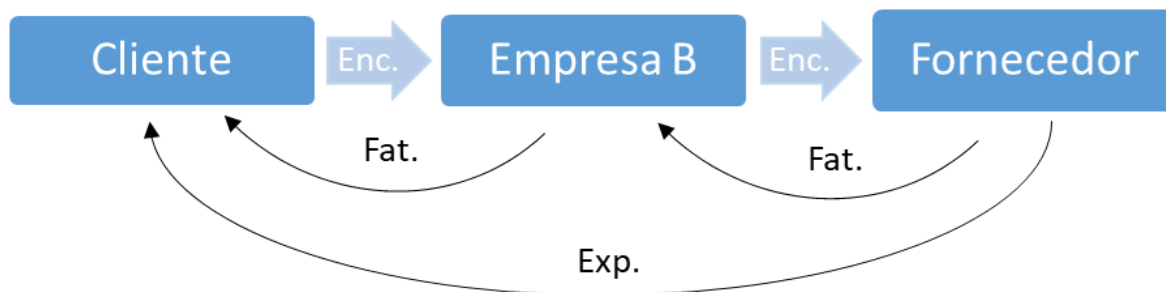 Cliente
Enc.
Empresa B
Enc.
Fornecedor
Fat.
Fat.
Exp.